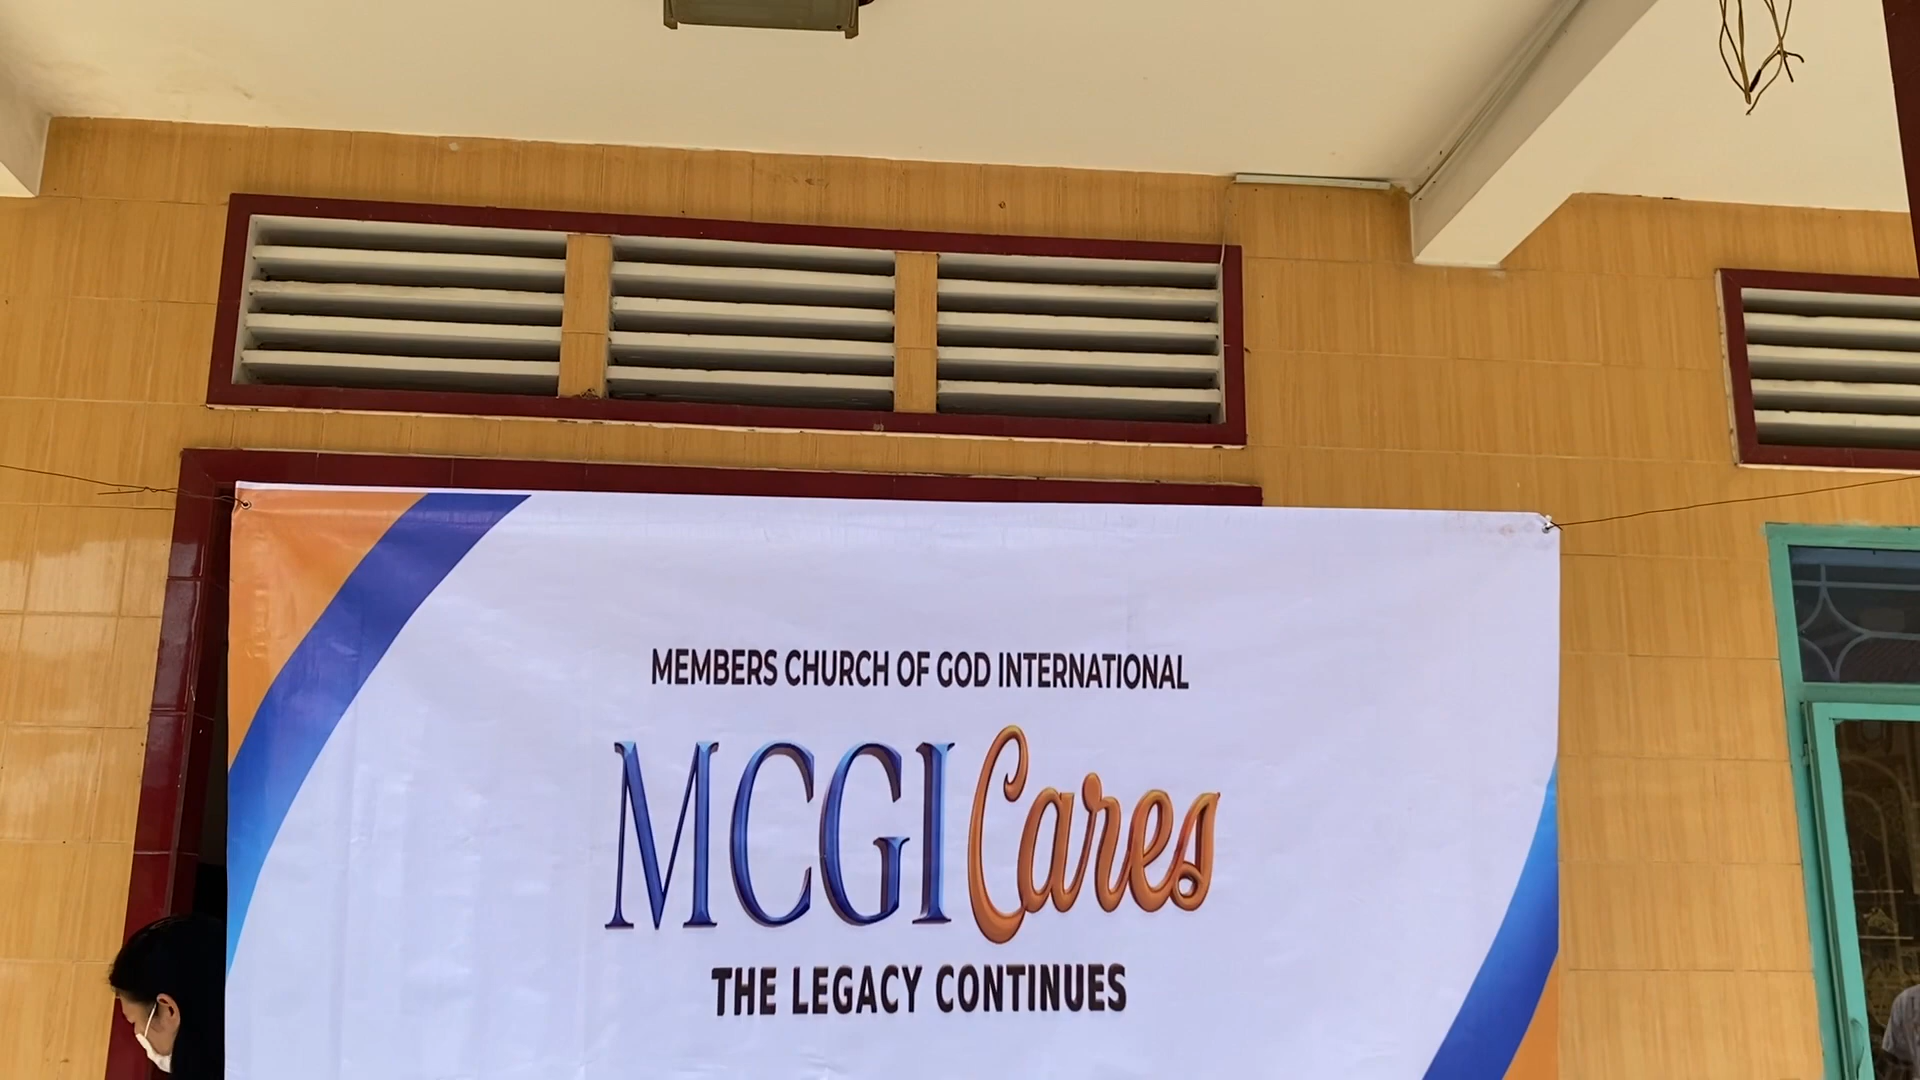 MEMBERS CHURCH OF GOD INTERNATIONAL
MCGI Cares
THE LEGACY CONTINUES